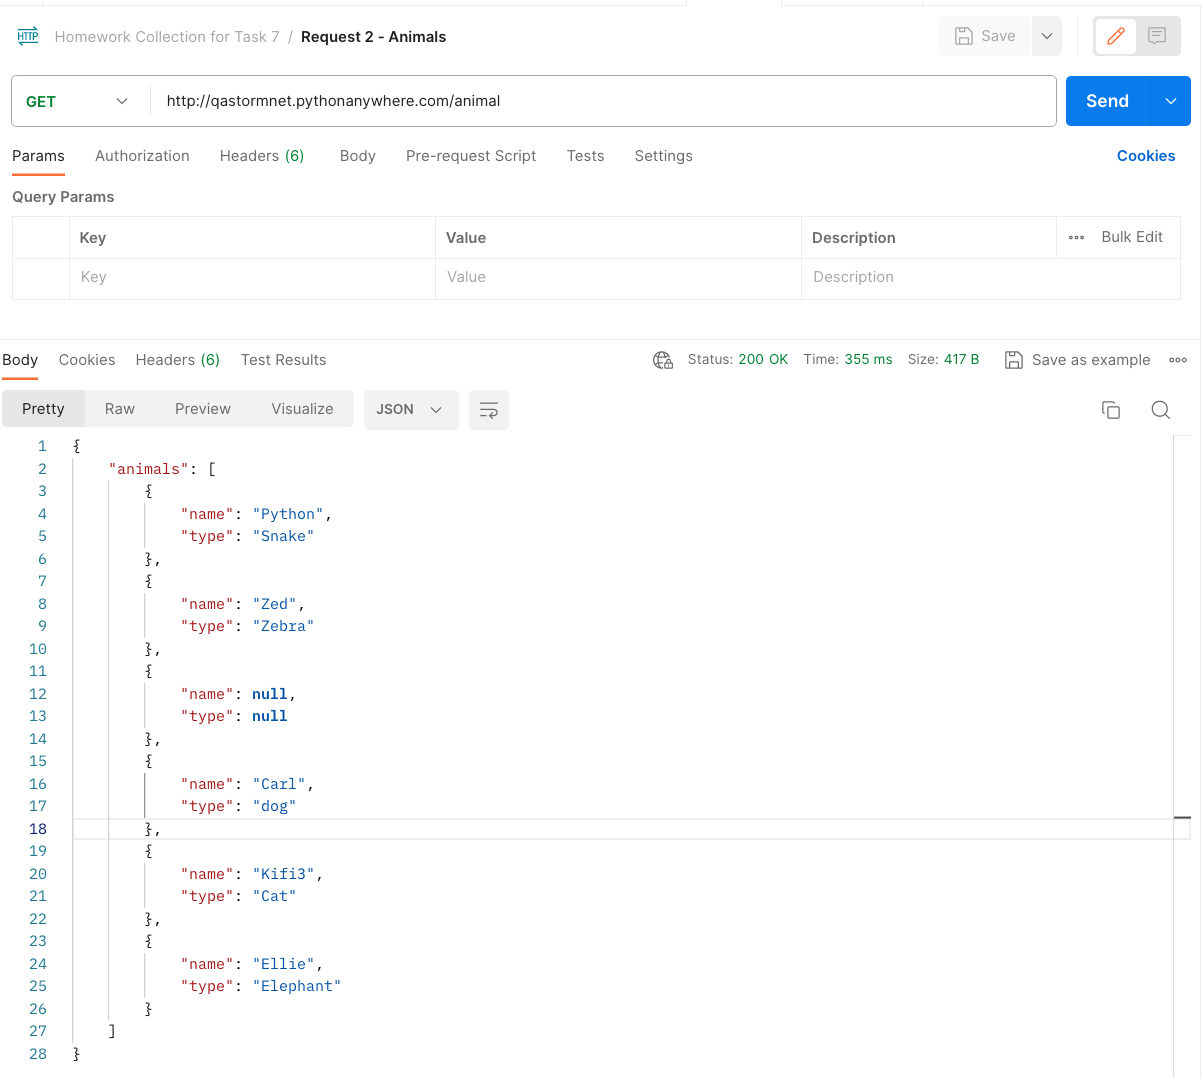 HTTP Homework Collection for Task 7 / Request 2 - Animals Save
GET http://qastormnet.pythonanywhere.com/animal Send
Params Authorization Headers (6) Body Pre-request Script Tests Settings Cookies
Query Params
Key Value Description ••• Bulk Edit
Key Value Description
Body Cookies Headers (6) Test Results Status: 200 OK Time: 355 ms Size: 417 B Save as example
Pretty Raw Preview Visualize JSON
1 {
2 "animals": [
3 {
4 "name": "Python",
5 "type": "Snake"
6 },
7 {
8 "name": "Zed",
9 "type": "Zebra"
10 },
11 {
12 "name": null,
13 "type": null
14 },
15 {
16 "name": "Carl",
17 "type": "dog"
18 },
19 {
20 "name": "Kifi3",
21 "type": "Cat"
22 },
23 {
24 "name": "Ellie",
25 "type": "Elephant"
26 }
27 ]
28 }